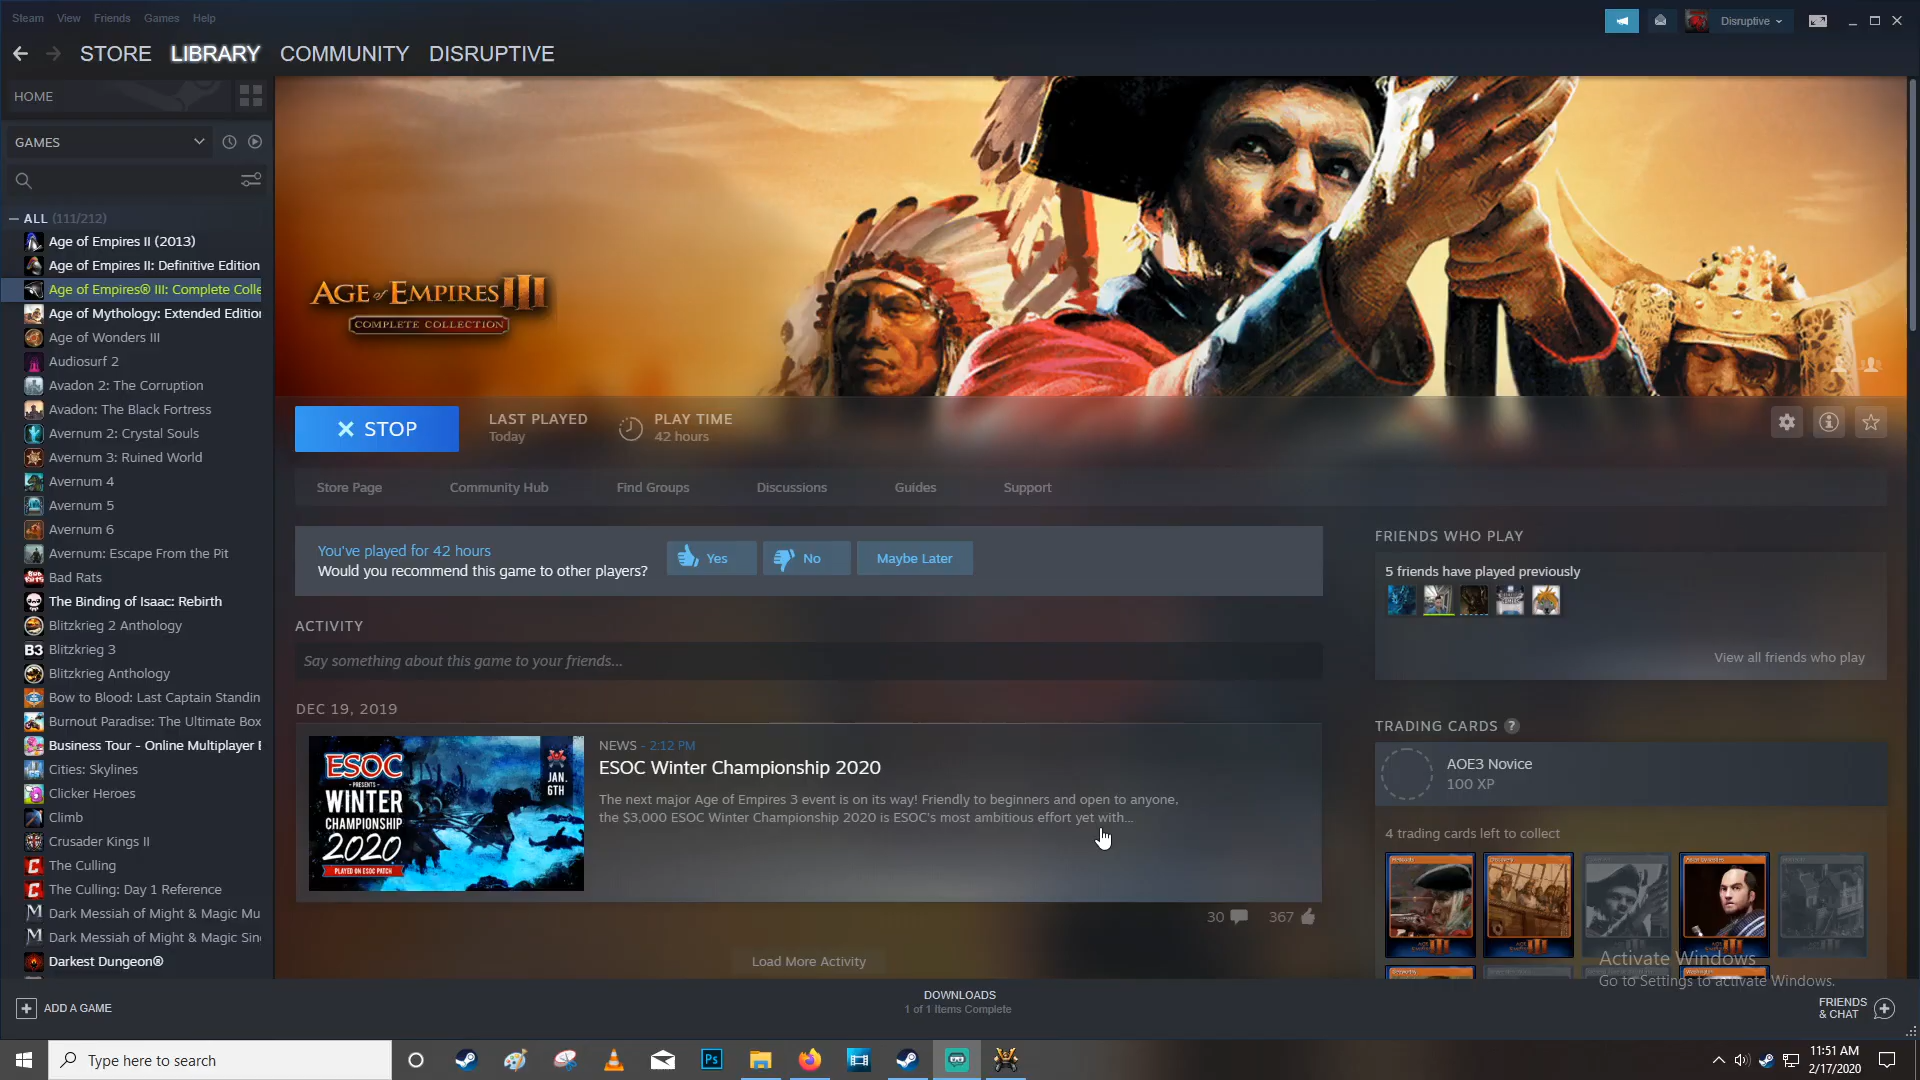 Steam View Friends Games Help
Disruptive
STORE LIBRARY COMMUNITY DISRUPTIVE
HOME
GAMES
ALL (111/212)
Age of Empires II (2013)
Age of Empires II: Definitive Edition
Age of Empires® III: Complete Colle
Age of Mythology: Extended Edition
Age of Wonders III
Audiosurf 2
Avadon 2: The Corruption
Avadon: The Black Fortress
Avernum 2: Crystal Souls
Avernum 3: Ruined World
Avernum 4
Avernum 5
Avernum 6
Avernum: Escape From the Pit
Bad Rats
The Binding of Isaac: Rebirth
Blitzkrieg 2 Anthology
B3 Blitzkrieg 3
Blitzkrieg Anthology
Bow to Blood: Last Captain Standin
Burnout Paradise: The Ultimate Box
Business Tour - Online Multiplayer
Cities: Skylines
Clicker Heroes
Climb
Crusader Kings II
The Culling
The Culling: Day 1 Reference
Dark Messiah of Might & Magic Mu
Dark Messiah of Might & Magic Sin
Darkest Dungeon®
ADD A GAME
AGE of EMPIRES III
COMPLETE COLLECTION
STOP
LAST PLAYED
Today
PLAY TIME
42 hours
Store Page Community Hub Find Groups Discussions Guides Support
You've played for 42 hours
Would you recommend this game to other players?
Yes No Maybe Later
ACTIVITY
Say something about this game to your friends...
DEC 19, 2019
ESOC
PRESENTS
WINTER
CHAMPIONSHIP
2020
PLAYED ON ESOC PATCH
JAN.
6TH
NEWS - 2:12 PM
ESOC Winter Championship 2020
The next major Age of Empires 3 event is on its way! Friendly to beginners and open to anyone,
the $3,000 ESOC Winter Championship 2020 is ESOC's most ambitious effort yet with...
30 367
Load More Activity
FRIENDS WHO PLAY
5 friends have played previously
View all friends who play
TRADING CARDS ?
AOE3 Novice
100 XP
4 trading cards left to collect
Activate Windows
Go to Settings to activate Windows.
DOWNLOADS
1 of 1 Items Complete
FRIENDS
& CHAT
Type here to search
Ps
11:51 AM
2/17/2020